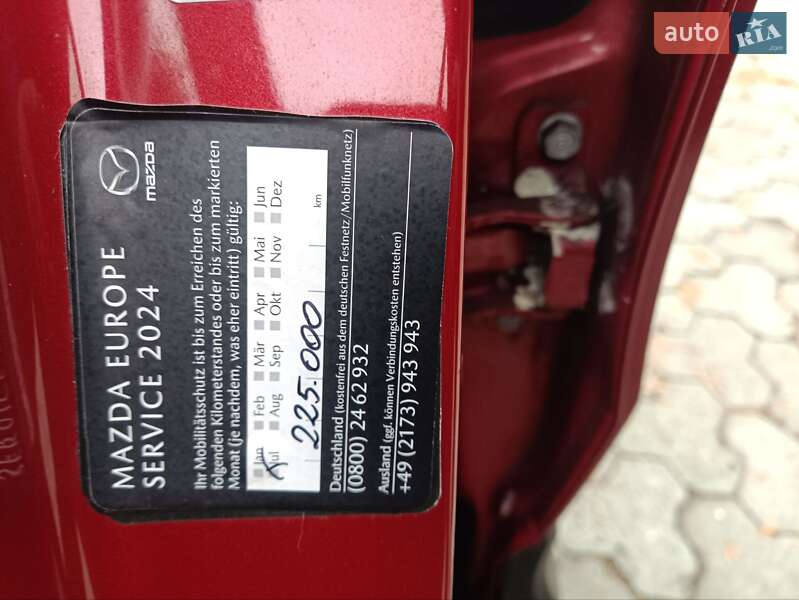 auto RIA.com
mazda
MAZDA EUROPE
SERVICE 2024
Ihr Mobilitätsschutz ist bis zum Erreichen des
folgenden Kilometerstandes oder bis zum markierten
Monat (je nachdem, was eher eintritt) gültig:
Jan Feb Mär Apr Mai Jun
Jul Aug Sep Okt Nov Dez
225.000 km
Deutschland (kostenfrei aus dem deutschen Festnetz/Mobilfunknetz)
(0800) 24 62 932
Ausland (ggf. können Verbindungskosten entstehen)
+49 (2173) 943 943